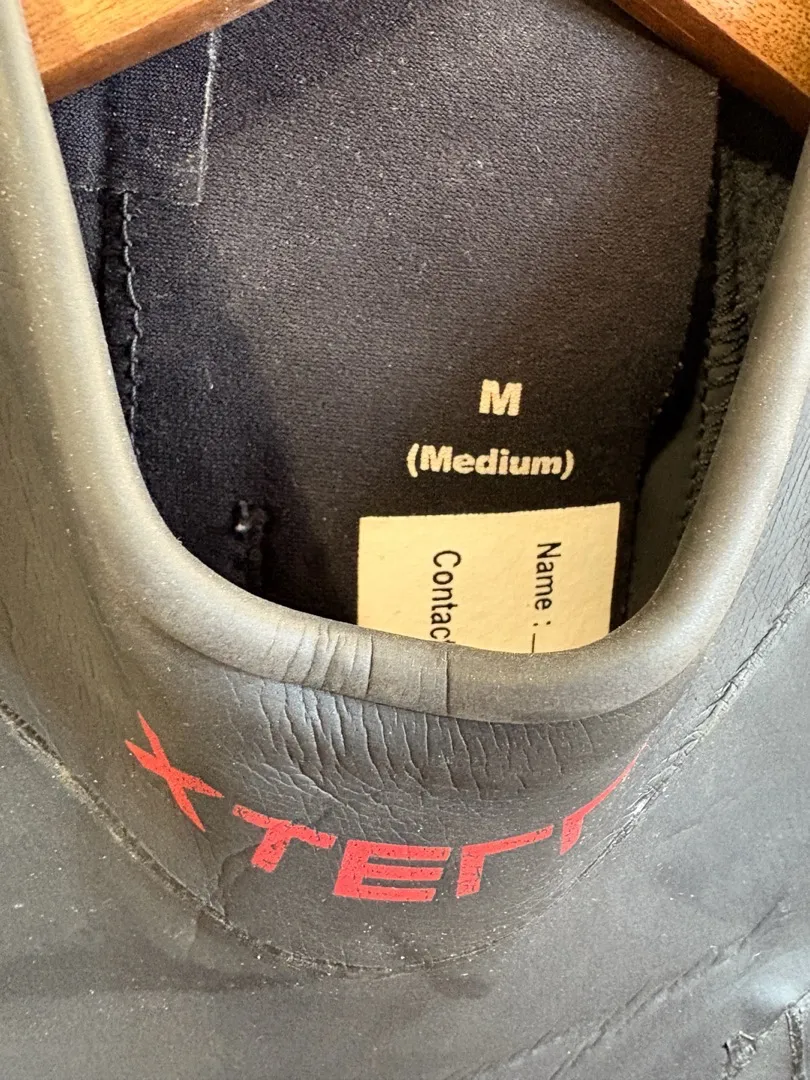 M
(Medium)
Name : _
Contac
XTERR